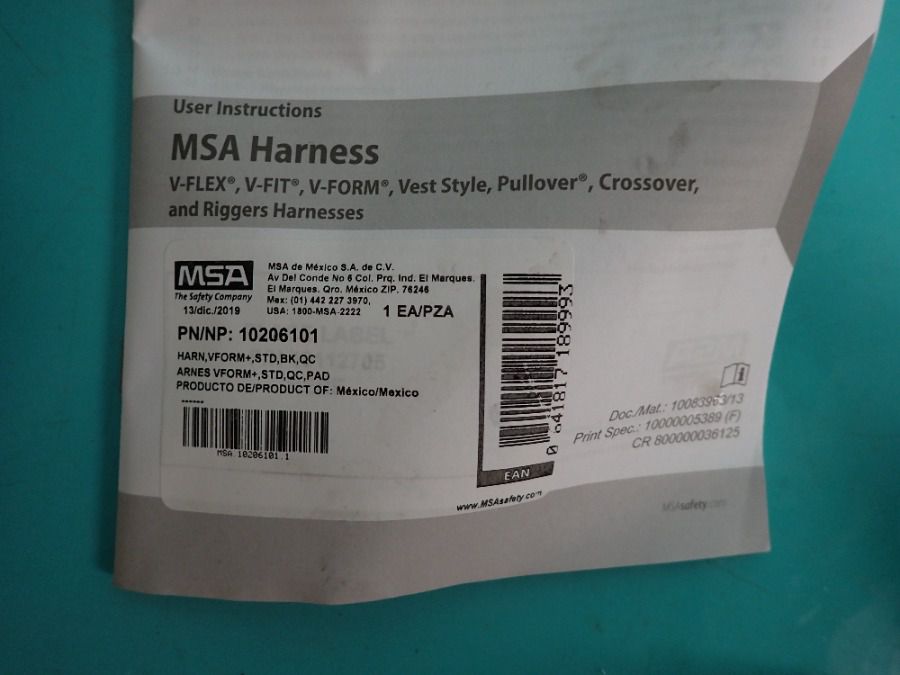 User Instructions
MSA Harness
V-FLEX®, V-FIT®, V-FORM®, Vest Style, Pullover®, Crossover,
and Riggers Harnesses
MSA
The Safety Company
13/dic./2019
MSA de México S.A. de C.V.
Av Del Conde No 6 Col. Prq. Ind. El Marques.
El Marques. Qro. México ZIP. 76246
Mex: (01) 442 227 3970,
USA: 1800-MSA-2222
1 EA/PZA
PN/NP: 10206101
HARN,VFORM+,STD,BK,QC
ARNES VFORM+,STD,QC,PAD
PRODUCTO DE/PRODUCT OF: México/Mexico
------
MSA 10206101.1
0 641817 189993
EAN
www.MSAsafety.com
Doc./Mat.: 10083963/13
Print Spec.: 10000005389 (F)
CR 800000036125
MSAsafety.com